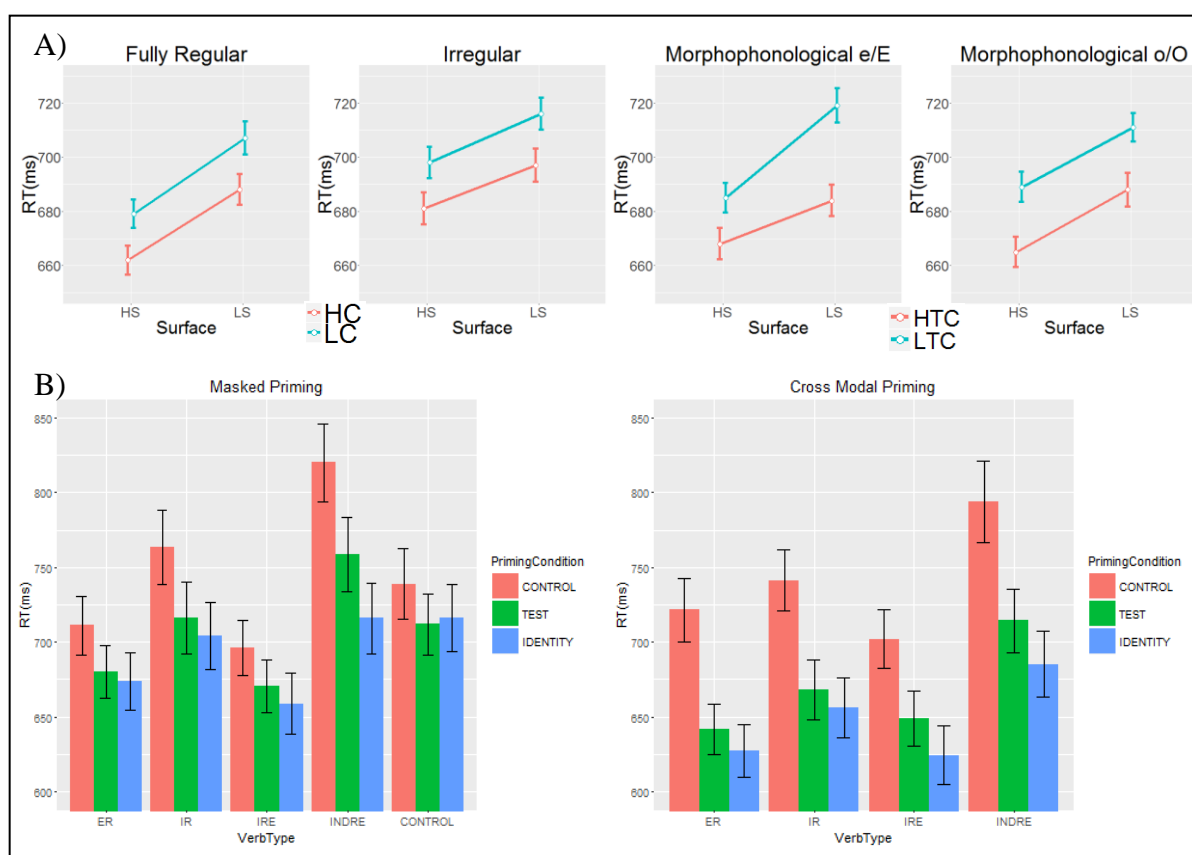 A)
Fully Regular
Irregular
Morphophonological e/E
Morphophonological o/O
RT(ms)
720
700
680
660
HS
LS
Surface
RT(ms)
720
700
680
660
HS
LS
Surface
RT(ms)
720
700
680
660
HS
LS
Surface
RT(ms)
720
700
680
660
HS
LS
Surface
HC
LC
HTC
LTC
B)
Masked Priming
RT(ms)
850
800
750
700
650
600
ER
IR
IRE
INDRE
CONTROL
VerbType
PrimingCondition
CONTROL
TEST
IDENTITY
Cross Modal Priming
RT(ms)
850
800
750
700
650
600
ER
IR
IRE
INDRE
VerbType
PrimingCondition
CONTROL
TEST
IDENTITY